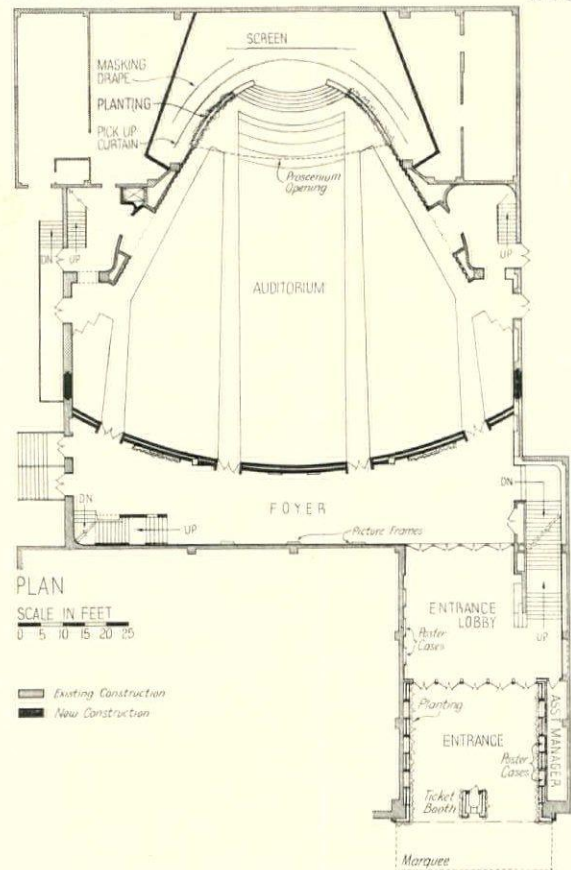 SCREEN
MASKING
DRAPE
PLANTING
PICK UP
CURTAIN
Proscenium
Opening
DN
UP
UP
AUDITORIUM
DN
UP
FOYER
DN
Picture Frames
PLAN
SCALE IN FEET
0 5 10 15 20 25
Existing Construction
New Construction
ENTRANCE
LOBBY
Poster
Cases
UP
Planting
ENTRANCE
Poster
Cases
ASST MANAGER
Ticket
Booth
Marquee